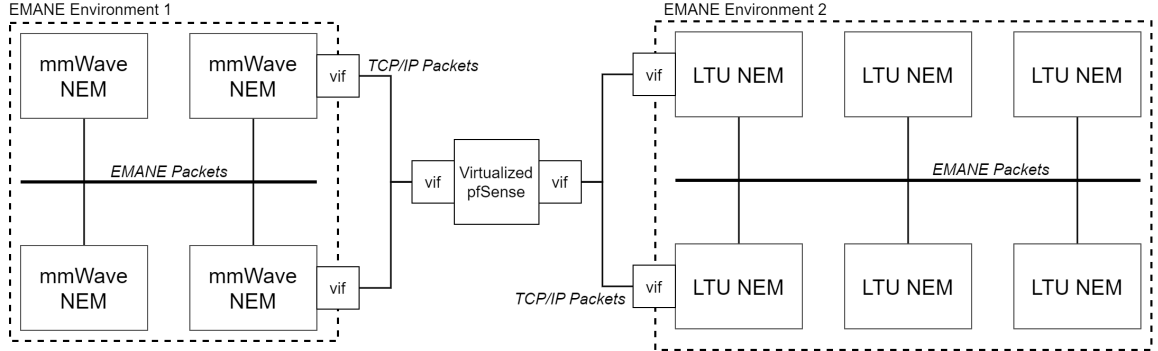 EMANE Environment 1
EMANE Environment 2
mmWave
NEM
mmWave
NEM
vif
TCP/IP Packets
vif
LTU NEM
LTU NEM
LTU NEM
EMANE Packets
vif
Virtualized
pfSense
vif
EMANE Packets
mmWave
NEM
mmWave
NEM
vif
TCP/IP Packets
vif
LTU NEM
LTU NEM
LTU NEM